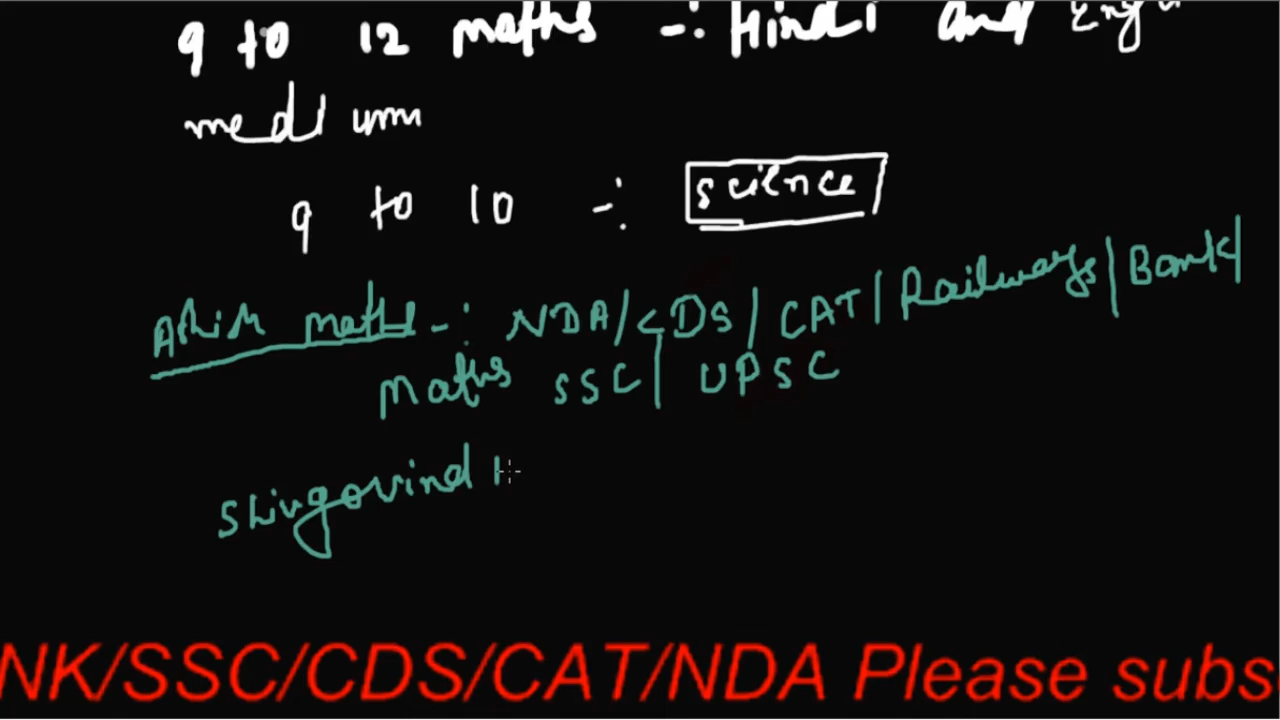 9 to 12 maths -: Hindi and
medium
9 to 10 -: science
maths -: NDA/CDS/CAT/Railways/Bank/
Maths SSC/UPSC
Shivgovind
NK/SSC/CDS/CAT/NDA Please subs